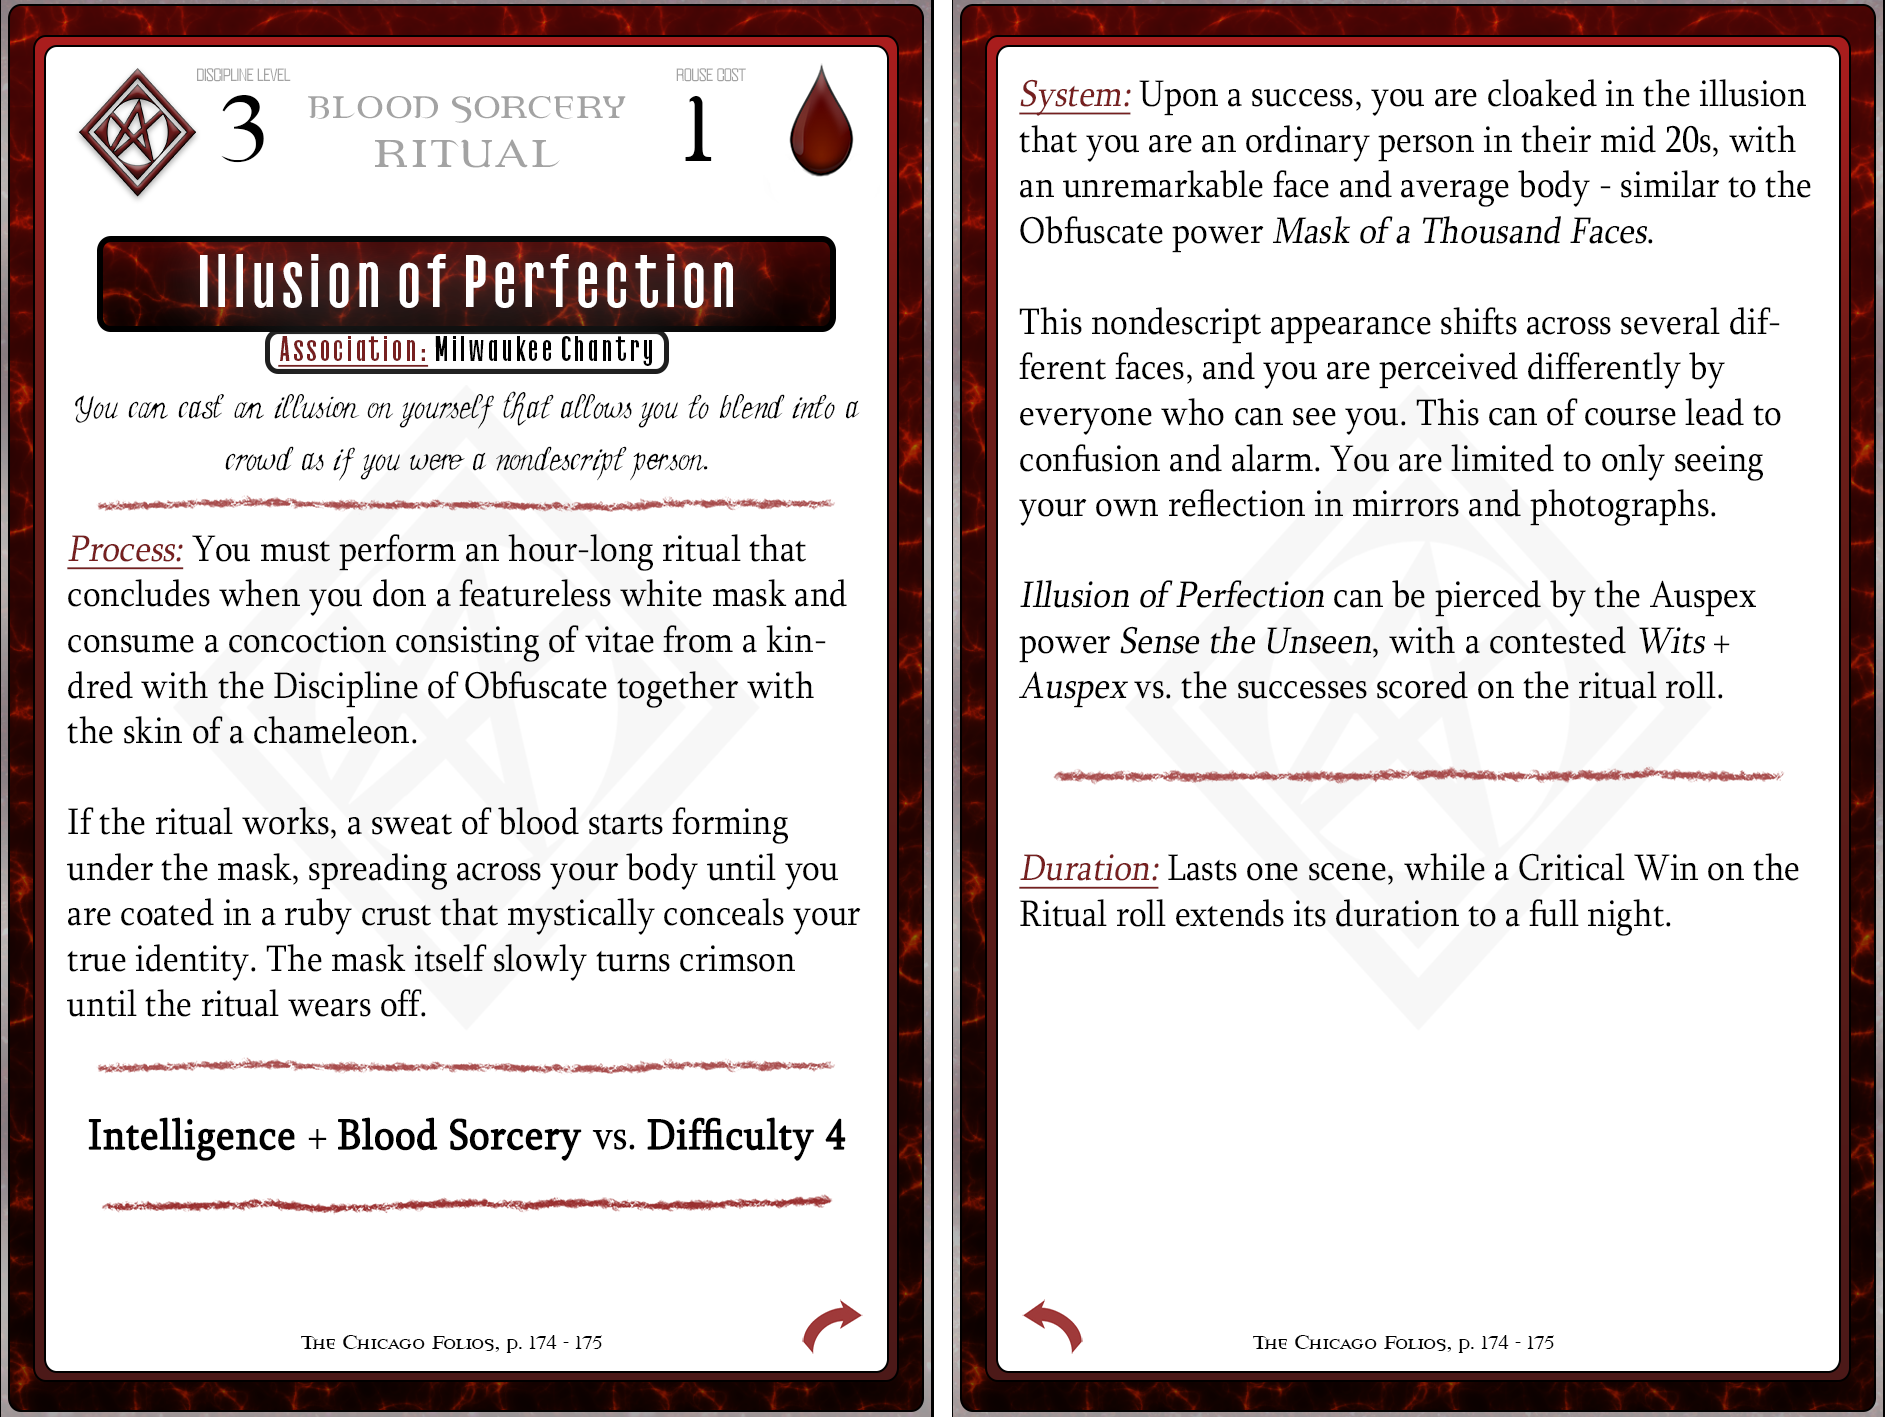 DISCIPLINE LEVEL
3
BLOOD SORCERY
RITUAL
ROUSE COST
1
Illusion of Perfection
Association: Milwaukee Chantry
You can cast an illusion on yourself that allows you to blend into a
crowd as if you were a nondescript person.
Process: You must perform an hour-long ritual that
concludes when you don a featureless white mask and
consume a concoction consisting of vitae from a kin-
dred with the Discipline of Obfuscate together with
the skin of a chameleon.
If the ritual works, a sweat of blood starts forming
under the mask, spreading across your body until you
are coated in a ruby crust that mystically conceals your
true identity. The mask itself slowly turns crimson
until the ritual wears off.
Intelligence + Blood Sorcery vs. Difficulty 4
The Chicago Folios, p. 174 - 175
System: Upon a success, you are cloaked in the illusion
that you are an ordinary person in their mid 20s, with
an unremarkable face and average body - similar to the
Obfuscate power Mask of a Thousand Faces.
This nondescript appearance shifts across several dif-
ferent faces, and you are perceived differently by
everyone who can see you. This can of course lead to
confusion and alarm. You are limited to only seeing
your own reflection in mirrors and photographs.
Illusion of Perfection can be pierced by the Auspex
power Sense the Unseen, with a contested Wits +
Auspex vs. the successes scored on the ritual roll.
Duration: Lasts one scene, while a Critical Win on the
Ritual roll extends its duration to a full night.
The Chicago Folios, p. 174 - 175